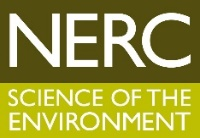 NERC
SCIENCE OF THE
ENVIRONMENT